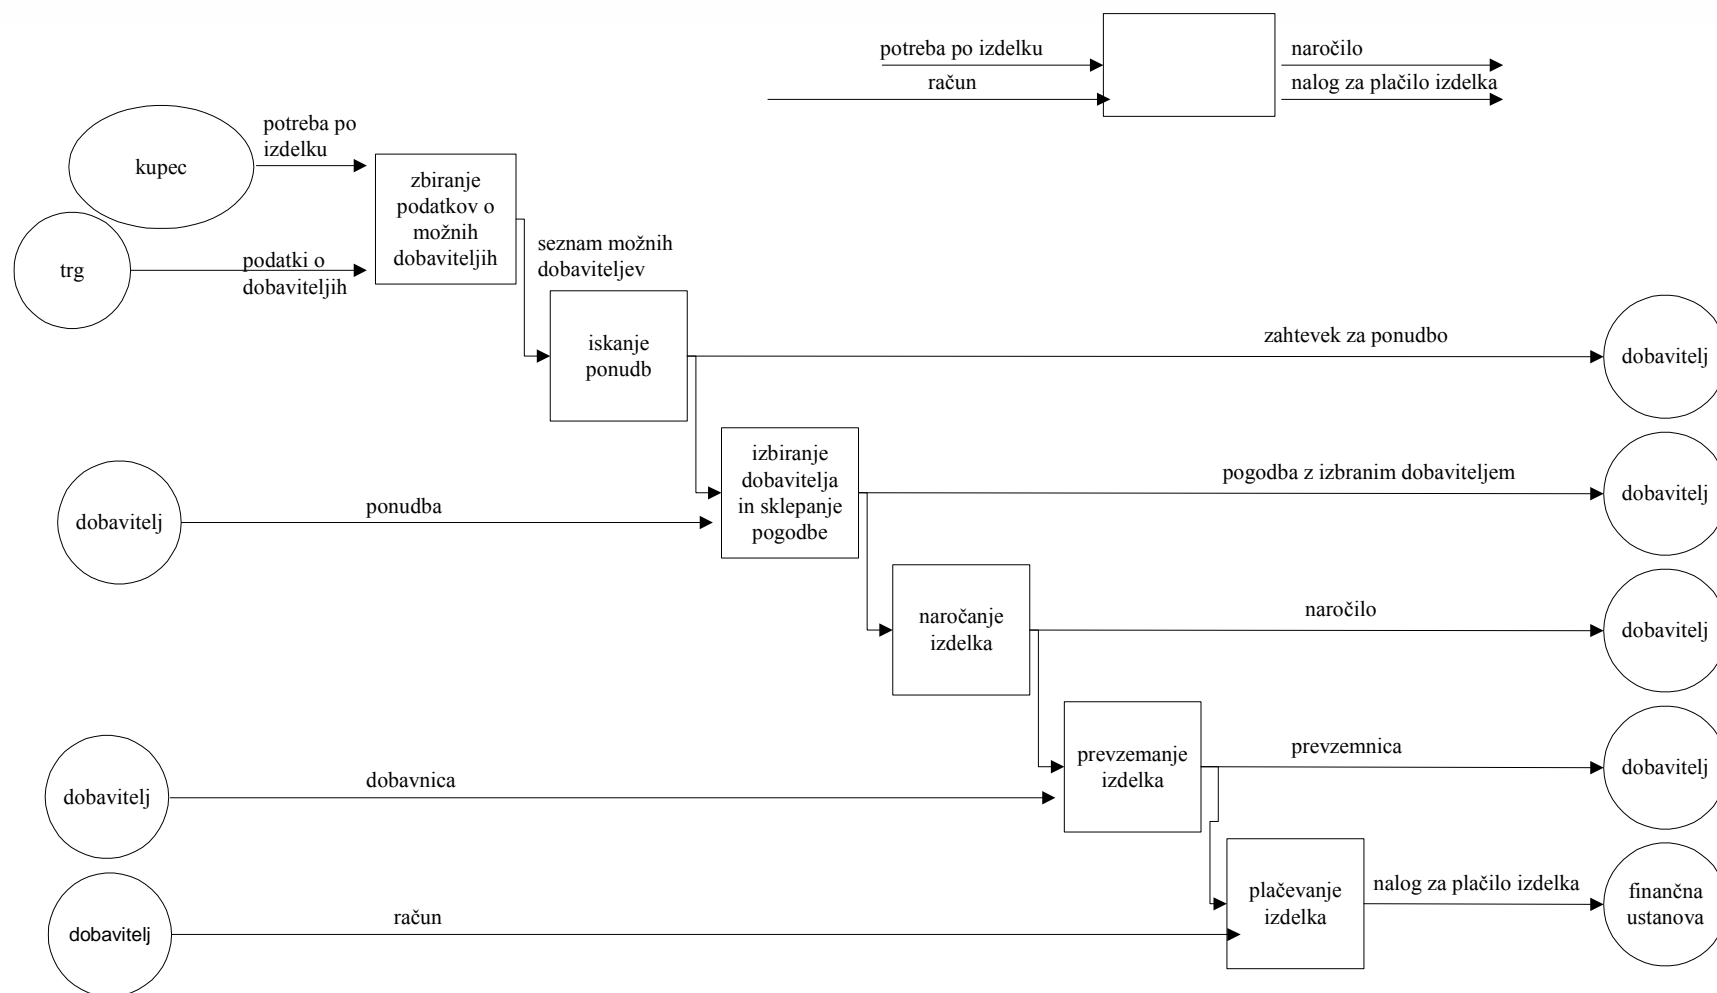 potreba po izdelku
račun
naročilo
nalog za plačilo izdelka
kupec
potreba po
izdelku
trg
podatki o
dobaviteljih
zbiranje
podatkov o
možnih
dobaviteljih
seznam možnih
dobaviteljev
iskanje
ponudb
zahtevek za ponudbo
dobavitelj
dobavitelj
ponudba
izbiranje
dobavitelja
in sklepanje
pogodbe
pogodba z izbranim dobaviteljem
dobavitelj
naročanje
izdelka
naročilo
dobavitelj
dobavitelj
dobavnica
prevzemanje
izdelka
prevzemnica
dobavitelj
dobavitelj
račun
plačevanje
izdelka
nalog za plačilo izdelka
finančna
ustanova